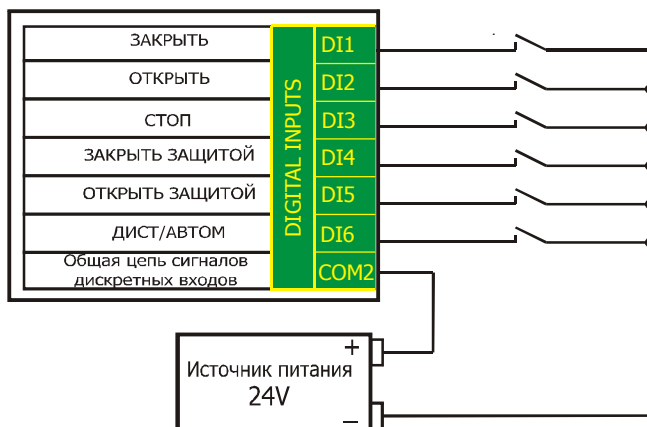 ЗАКРЫТЬ
DI1
ОТКРЫТЬ
DI2
СТОП
DI3
ЗАКРЫТЬ ЗАЩИТОЙ
DI4
ОТКРЫТЬ ЗАЩИТОЙ
DI5
ДИСТ/АВТОМ
DI6
Общая цепь сигналов
дискретных входов
COM2
DIGITAL INPUTS
+
Источник питания
24V
–